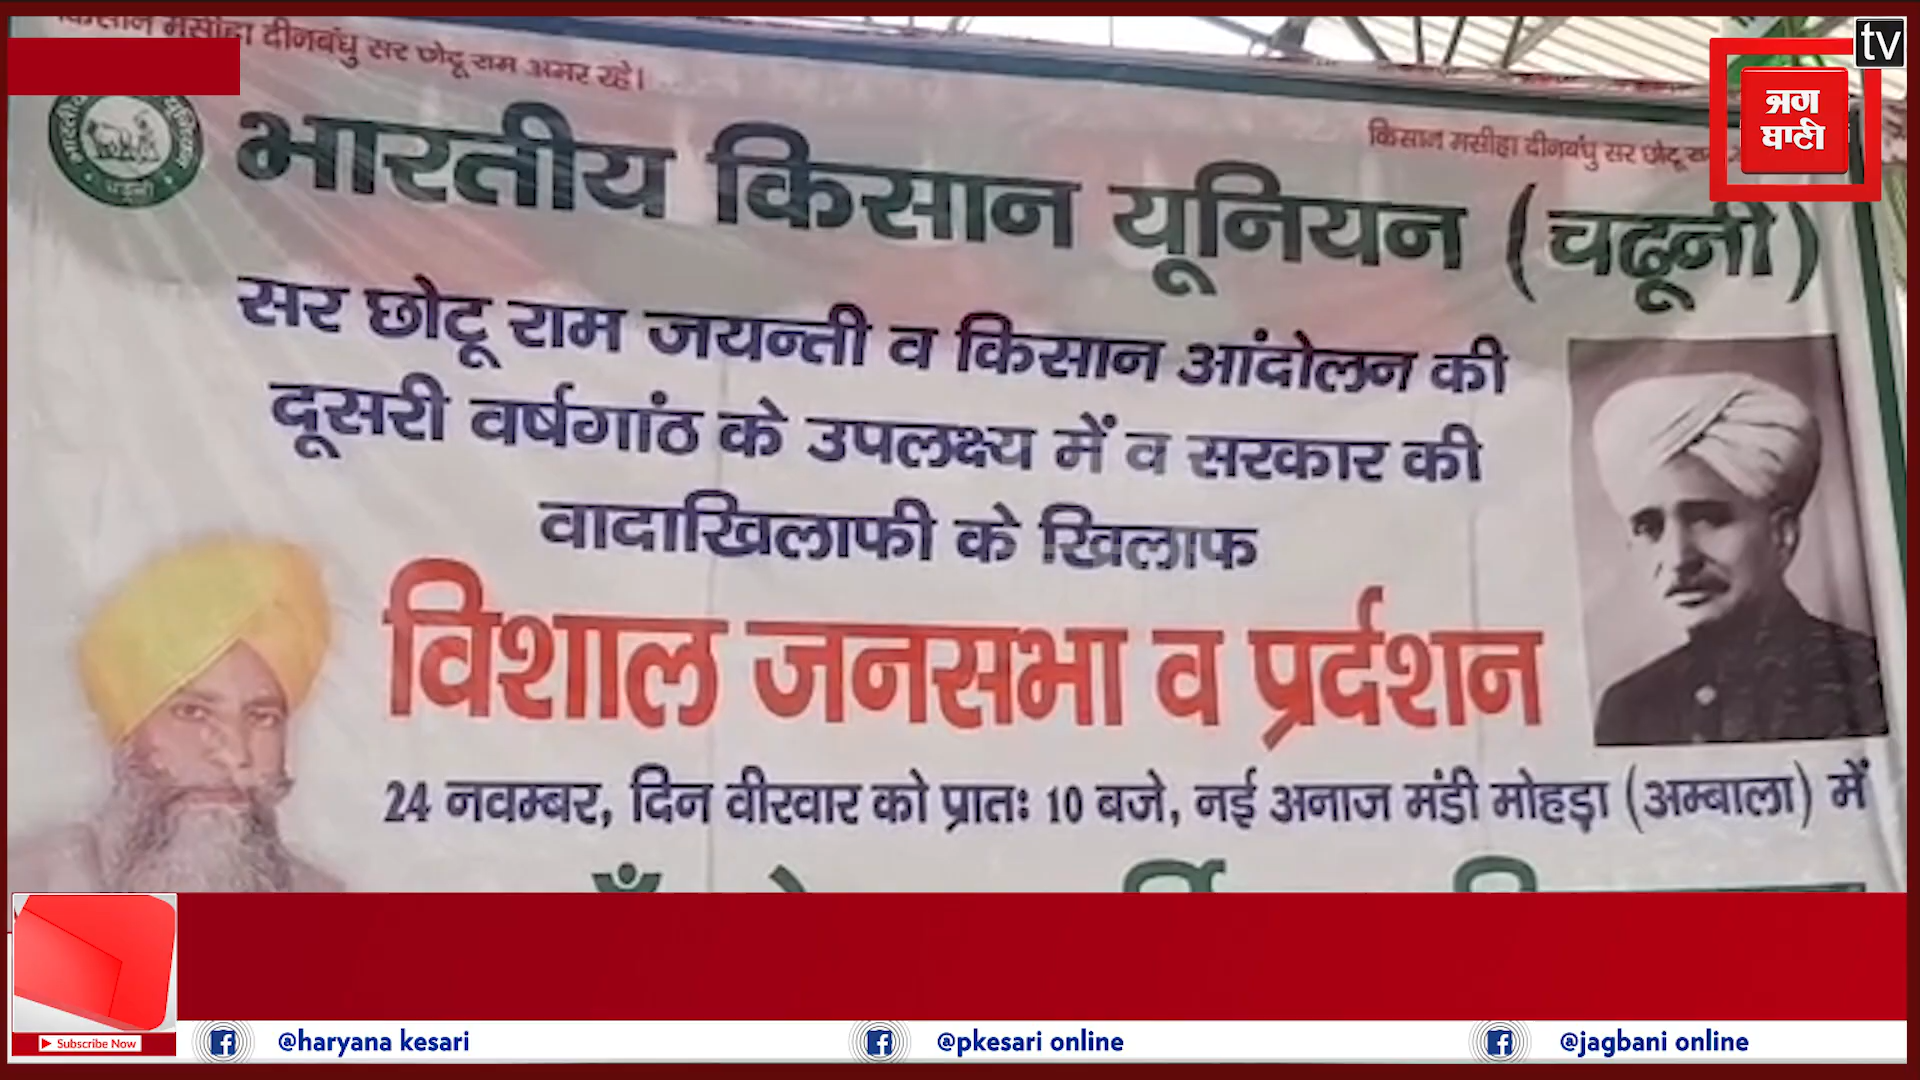 किसान मसीहा दीनबंधु सर छोटू राम अमर रहे।
tv
ਜਗ
ਬਾਣੀ
किसान मसीहा दीनबंधु सर छोटू
भारतीय किसान यूनियन (चढूनी)
सर छोटू राम जयन्ती व किसान आंदोलन की
दूसरी वर्षगांठ के उपलक्ष्य में व सरकार की
वादाखिलाफी के खिलाफ
विशाल जनसभा व प्रर्दशन
24 नवम्बर, दिन वीरवार को प्रातः 10 बजे, नई अनाज मंडी मोहड़ा (अम्बाला) में
Subscribe Now
@haryana kesari
@pkesari online
@jagbani online